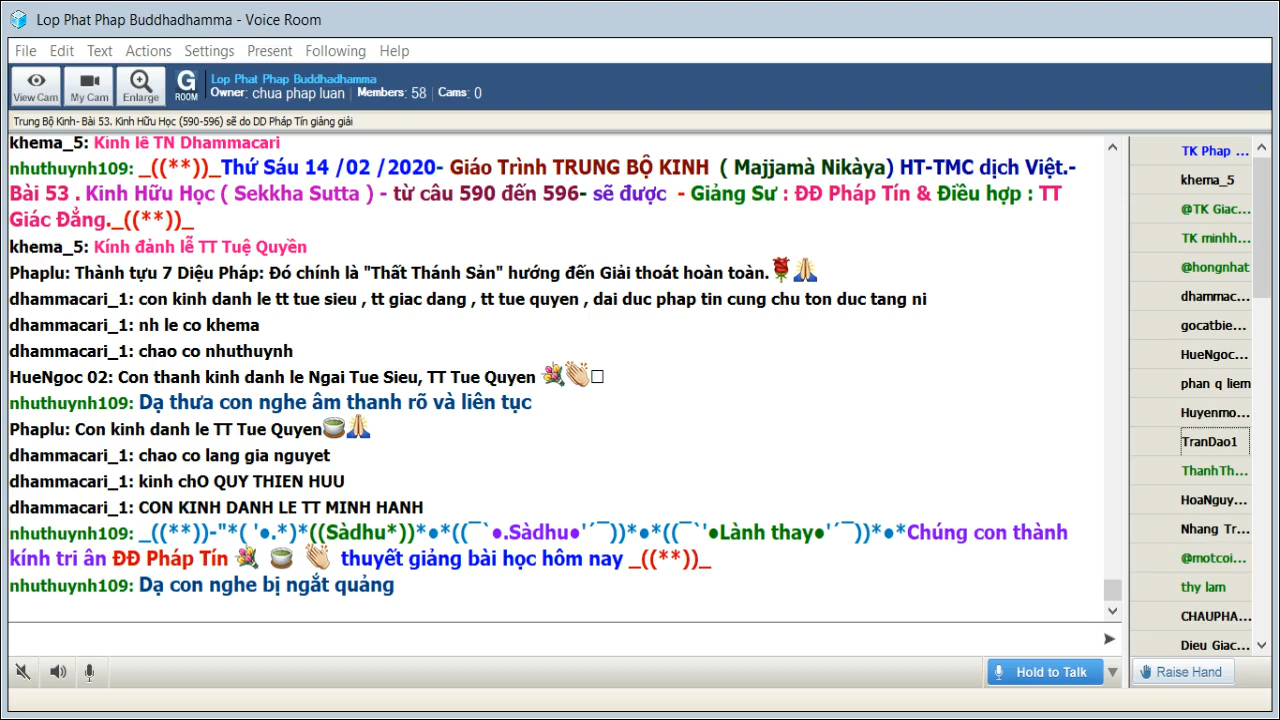 Lop Phat Phap Buddhadhamma - Voice Room
File Edit Text Actions Settings Present Following Help
View Cam My Cam Enlarge G ROOM
Lop Phat Phap Buddhadhamma
Owner: chua phap luan Members: 58 Cams: 0
Trung Bộ Kinh- Bài 53. Kinh Hữu Học (590-596) sẽ do DD Pháp Tín giảng giải
khema_5: Kính lễ TN Dhammacari
nhuthuynh109: _((**))_Thứ Sáu 14 /02 /2020- Giáo Trình TRUNG BỘ KINH ( Majjamà Nikàya) HT-TMC dịch Việt.-
Bài 53 . Kinh Hữu Học ( Sekkha Sutta ) - từ câu 590 đến 596- sẽ được - Giảng Sư : ĐĐ Pháp Tín & Điều hợp : TT
Giác Đẳng._((**))_
khema_5: Kính đảnh lễ TT Tuệ Quyền
Phaplu: Thành tựu 7 Diệu Pháp: Đó chính là "Thất Thánh Sản" hướng đến Giải thoát hoàn toàn.🌹🙏
dhammacari_1: con kinh danh le tt tue sieu , tt giac dang , tt tue quyen , dai duc phap tin cung chu ton duc tang ni
dhammacari_1: nh le co khema
dhammacari_1: chao co nhuthuynh
HueNgoc 02: Con thanh kinh danh le Ngai Tue Sieu, TT Tue Quyen 💐👏□
nhuthuynh109: Dạ thưa con nghe âm thanh rõ và liên tục
Phaplu: Con kinh danh le TT Tue Quyen🍵🙏
dhammacari_1: chao co lang gia nguyet
dhammacari_1: kinh chO QUY THIEN HUU
dhammacari_1: CON KINH DANH LE TT MINH HANH
nhuthuynh109: _((**))-"*( '●.*)*((Sàdhu*))*●*((¯`●.Sàdhu●'´¯))*●*((¯`'●Lành thay●'´¯))*●*Chúng con thành
kính tri ân ĐĐ Pháp Tín 💐 🍵 👏 thuyết giảng bài học hôm nay _((**))_
nhuthuynh109: Dạ con nghe bị ngắt quảng
TK Phap ...
khema_5
@TK Giac...
TK minhh...
@hongnhat
dhammac...
gocatbie...
HueNgoc...
phan q liem
Huyenmo...
TranDao1
ThanhTh...
HoaNguy...
Nhang Tr...
@motcoi...
thy lam
CHAUPHA...
Dieu Giac...
Hold to Talk
Raise Hand